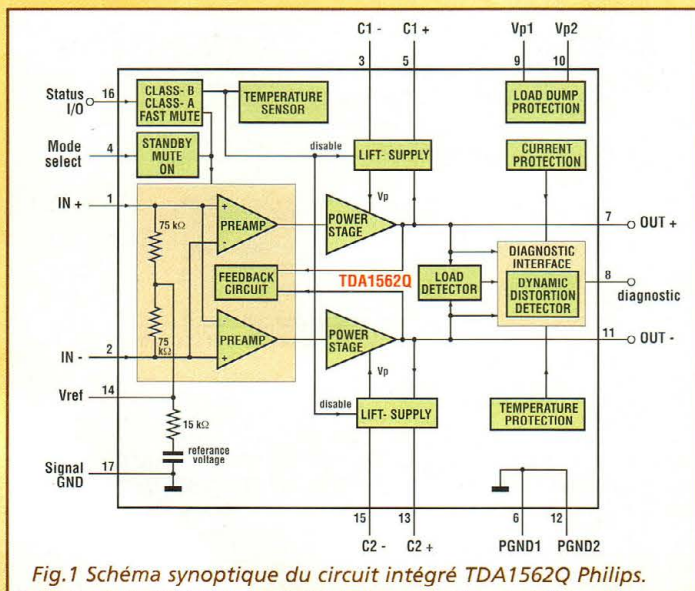 C1 - C1 + Vp1 Vp2
3 5 9 10
Status
I/O
16
CLASS- B
CLASS- A
FAST MUTE
TEMPERATURE
SENSOR
LOAD DUMP
PROTECTION
Mode
select
4
STANDBY
MUTE
ON
disable
LIFT- SUPPLY
CURRENT
PROTECTION
IN +
1
75 kΩ
+
-
PREAMP
Vp
POWER
STAGE
7
OUT +
FEEDBACK
CIRCUIT
TDA1562Q
LOAD
DETECTOR
DIAGNOSTIC
INTERFACE
DYNAMIC
DISTORTION
DETECTOR
8
diagnostic
75
kΩ
-
+
PREAMP
POWER
STAGE
Vp
11
OUT -
IN -
2
Vref
14
15 kΩ
referance
voltage
disable
LIFT- SUPPLY
TEMPERATURE
PROTECTION
Signal
GND
17
15 13 6 12
C2 - C2 + PGND1 PGND2
Fig.1 Schéma synoptique du circuit intégré TDA1562Q Philips.